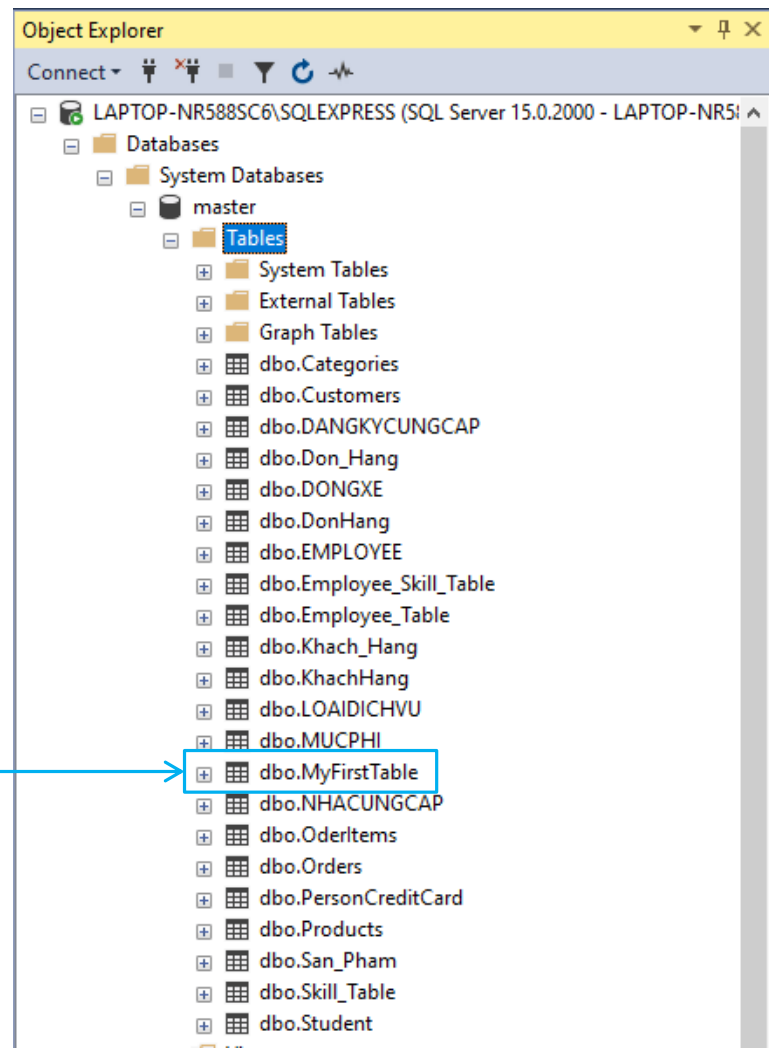 Object Explorer
Connect
LAPTOP-NR588SC6\SQLEXPRESS (SQL Server 15.0.2000 - LAPTOP-NR58
Databases
System Databases
master
Tables
System Tables
External Tables
Graph Tables
dbo.Categories
dbo.Customers
dbo.DANGKYCUNGCAP
dbo.Don_Hang
dbo.DONGXE
dbo.DonHang
dbo.EMPLOYEE
dbo.Employee_Skill_Table
dbo.Employee_Table
dbo.Khach_Hang
dbo.KhachHang
dbo.LOAIDICHVU
dbo.MUCPHI
dbo.MyFirstTable
dbo.NHACUNGCAP
dbo.OderItems
dbo.Orders
dbo.PersonCreditCard
dbo.Products
dbo.San_Pham
dbo.Skill_Table
dbo.Student